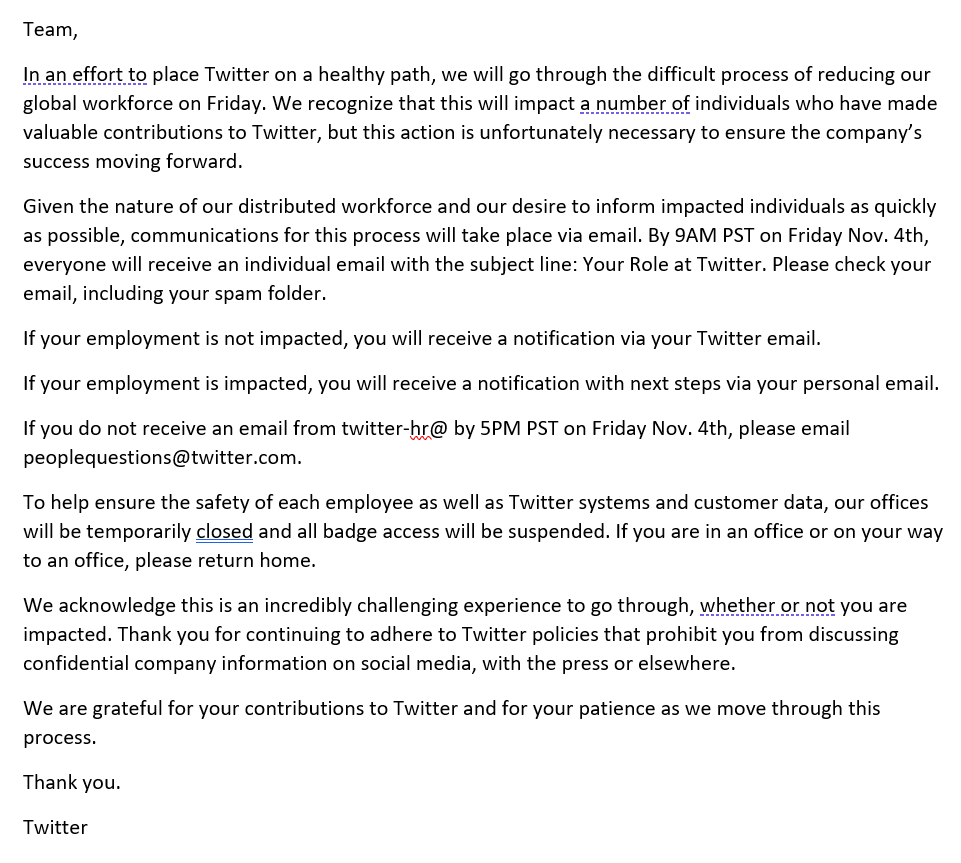 Team,
In an effort to place Twitter on a healthy path, we will go through the difficult process of reducing our
global workforce on Friday. We recognize that this will impact a number of individuals who have made
valuable contributions to Twitter, but this action is unfortunately necessary to ensure the company’s
success moving forward.
Given the nature of our distributed workforce and our desire to inform impacted individuals as quickly
as possible, communications for this process will take place via email. By 9AM PST on Friday Nov. 4th,
everyone will receive an individual email with the subject line: Your Role at Twitter. Please check your
email, including your spam folder.
If your employment is not impacted, you will receive a notification via your Twitter email.
If your employment is impacted, you will receive a notification with next steps via your personal email.
If you do not receive an email from twitter-hr@ by 5PM PST on Friday Nov. 4th, please email
peoplequestions@twitter.com.
To help ensure the safety of each employee as well as Twitter systems and customer data, our offices
will be temporarily closed and all badge access will be suspended. If you are in an office or on your way
to an office, please return home.
We acknowledge this is an incredibly challenging experience to go through, whether or not you are
impacted. Thank you for continuing to adhere to Twitter policies that prohibit you from discussing
confidential company information on social media, with the press or elsewhere.
We are grateful for your contributions to Twitter and for your patience as we move through this
process.
Thank you.
Twitter